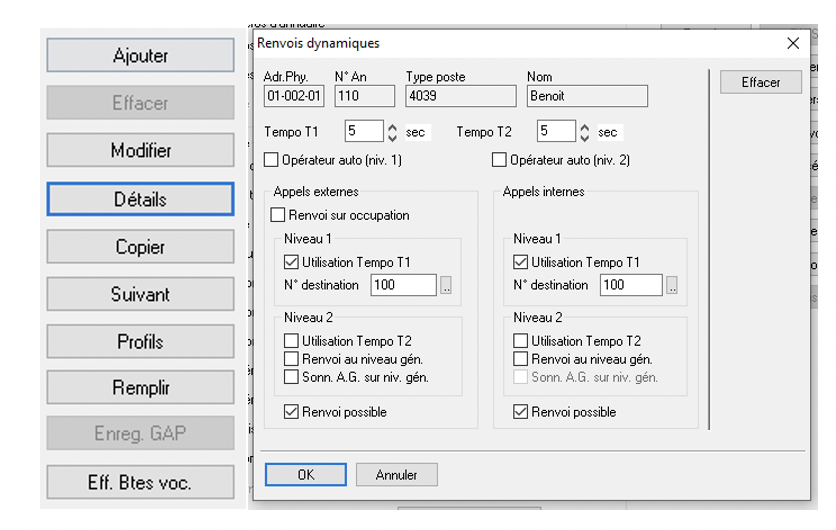 Ajouter
Effacer
Modifier
Détails
Copier
Suivant
Profils
Remplir
Enreg. GAP
Eff. Btes voc.
Renvois dynamiques
Adr.Phy. N° An Type poste Nom
01-002-01 110 4039 Benoit
Effacer
Tempo T1 5 sec Tempo T2 5 sec
Opérateur auto (niv. 1) Opérateur auto (niv. 2)
Appels externes
Renvoi sur occupation
Niveau 1
Utilisation Tempo T1
N° destination 100 ..
Niveau 2
Utilisation Tempo T2
Renvoi au niveau gén.
Sonn. A.G. sur niv. gén.
Renvoi possible
Appels internes
Niveau 1
Utilisation Tempo T1
N° destination 100 ..
Niveau 2
Utilisation Tempo T2
Renvoi au niveau gén.
Sonn. A.G. sur niv. gén.
Renvoi possible
OK Annuler